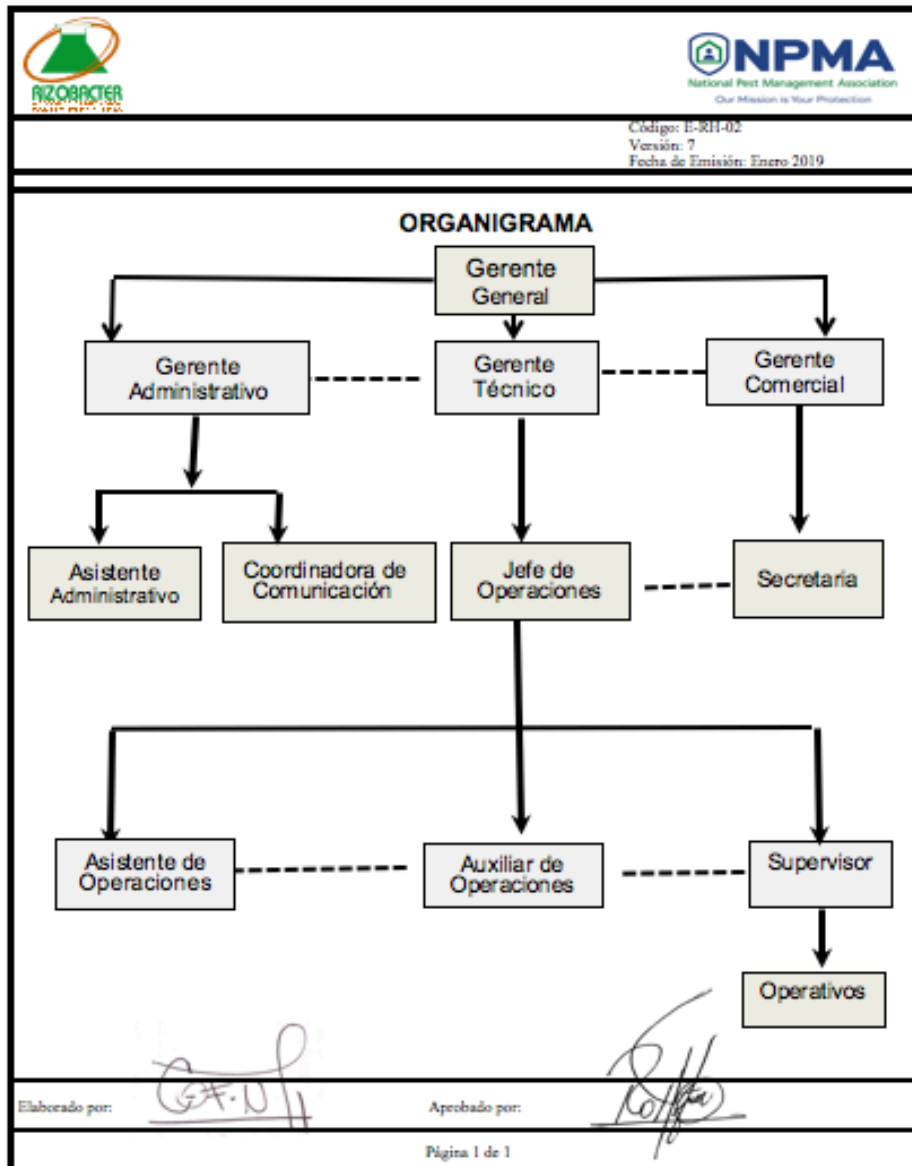 RIZOBACTER
NPMA
National Pest Management Association
Our Mission is Your Protection
Código: E-RH-02
Versión: 7
Fecha de Emisión: Enero 2019
ORGANIGRAMA
Gerente
General
Gerente
Administrativo
Gerente
Técnico
Gerente
Comercial
Asistente
Administrativo
Coordinadora de
Comunicación
Jefe de
Operaciones
Secretaría
Asistente de
Operaciones
Auxiliar de
Operaciones
Supervisor
Operativos
Elaborado por:
Aprobado por:
Página 1 de 1